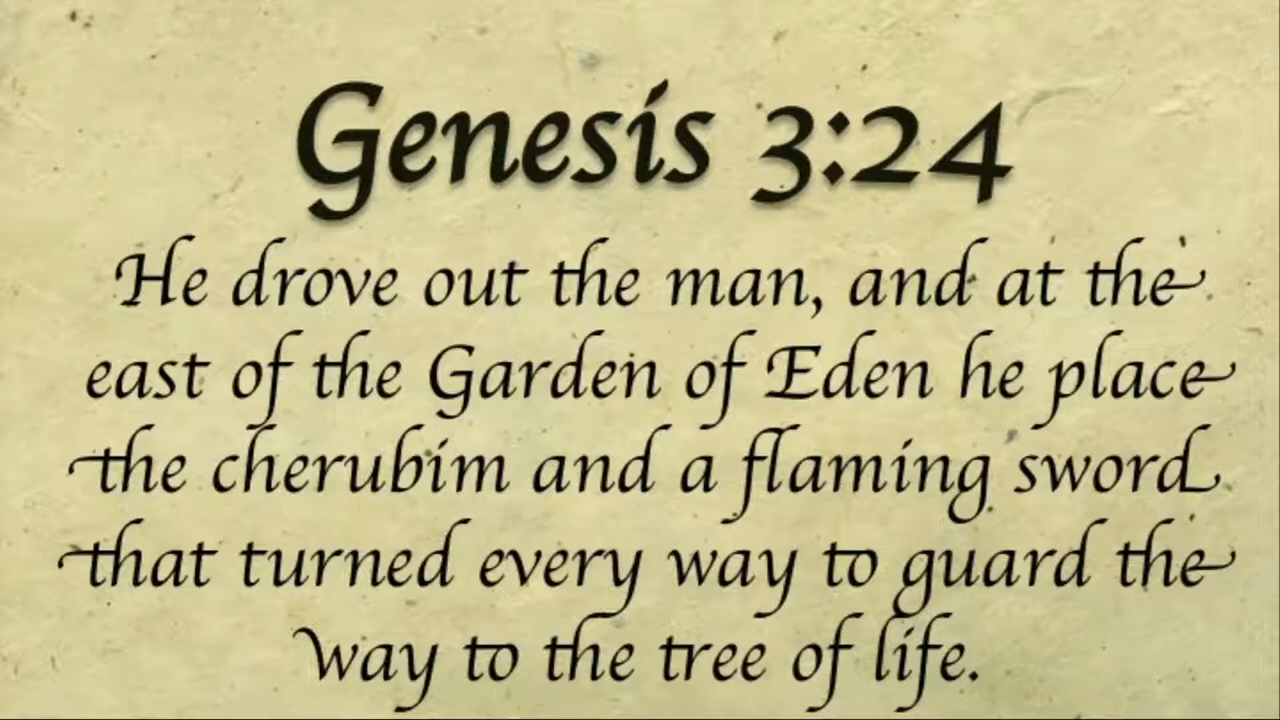 Genesis 3:24
He drove out the man, and at the
east of the Garden of Eden he place
the cherubim and a flaming sword
that turned every way to guard the
way to the tree of life.